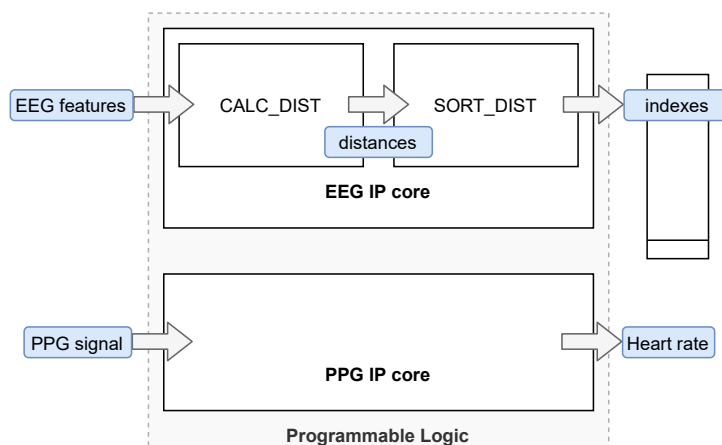 EEG features
CALC_DIST
SORT_DIST
indexes
distances
EEG IP core
PPG signal
Heart rate
PPG IP core
Programmable Logic